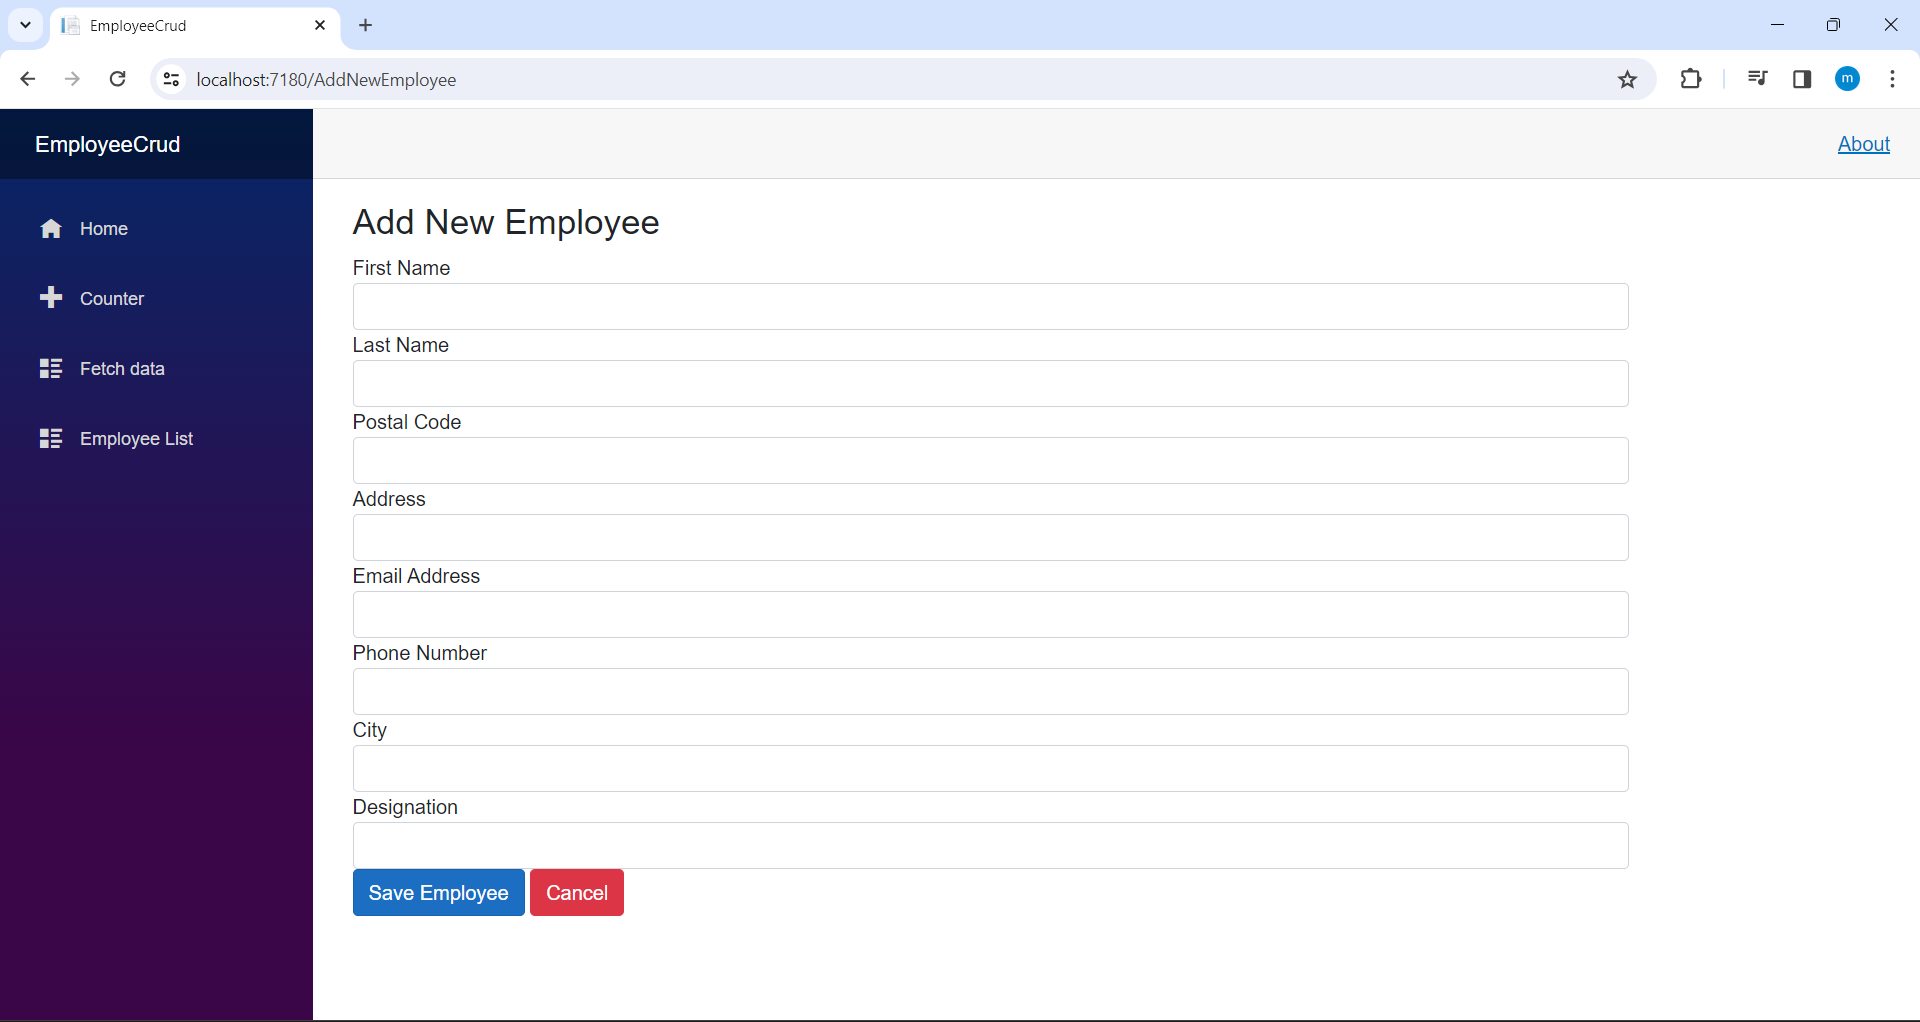 EmployeeCrud
localhost:7180/AddNewEmployee
m
EmployeeCrud
About
Home
Counter
Fetch data
Employee List
Add New Employee
First Name
Last Name
Postal Code
Address
Email Address
Phone Number
City
Designation
Save Employee Cancel